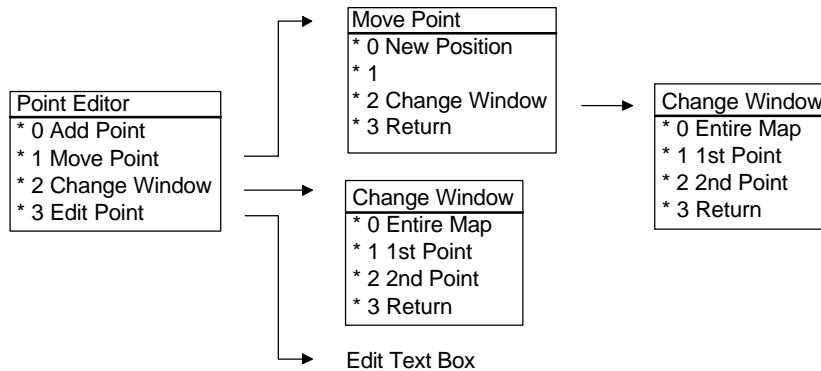 Point Editor
* 0 Add Point
* 1 Move Point
* 2 Change Window
* 3 Edit Point
Move Point
* 0 New Position
* 1
* 2 Change Window
* 3 Return
Change Window
* 0 Entire Map
* 1 1st Point
* 2 2nd Point
* 3 Return
Edit Text Box
Change Window
* 0 Entire Map
* 1 1st Point
* 2 2nd Point
* 3 Return